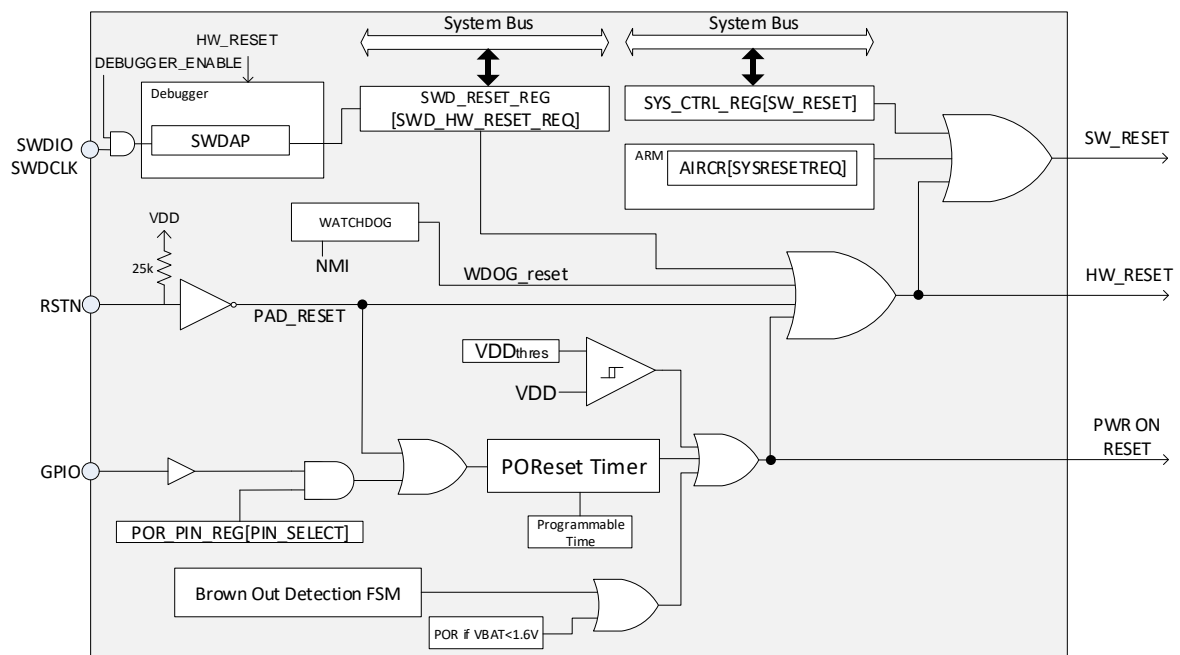 System Bus
System Bus
HW_RESET
DEBUGGER_ENABLE
Debugger
SWDAP
SWD_RESET_REG
[SWD_HW_RESET_REQ]
SYS_CTRL_REG[SW_RESET]
SWDIO
SWDCLK
ARM
AIRCR[SYSRESETREQ]
SW_RESET
VDD
25k
WATCHDOG
NMI
WDOG_reset
HW_RESET
RSTN
PAD_RESET
VDDthres
VDD
PWR ON
RESET
GPIO
POReset Timer
POR_PIN_REG[PIN_SELECT]
Programmable
Time
Brown Out Detection FSM
POR if VBAT<1.6V